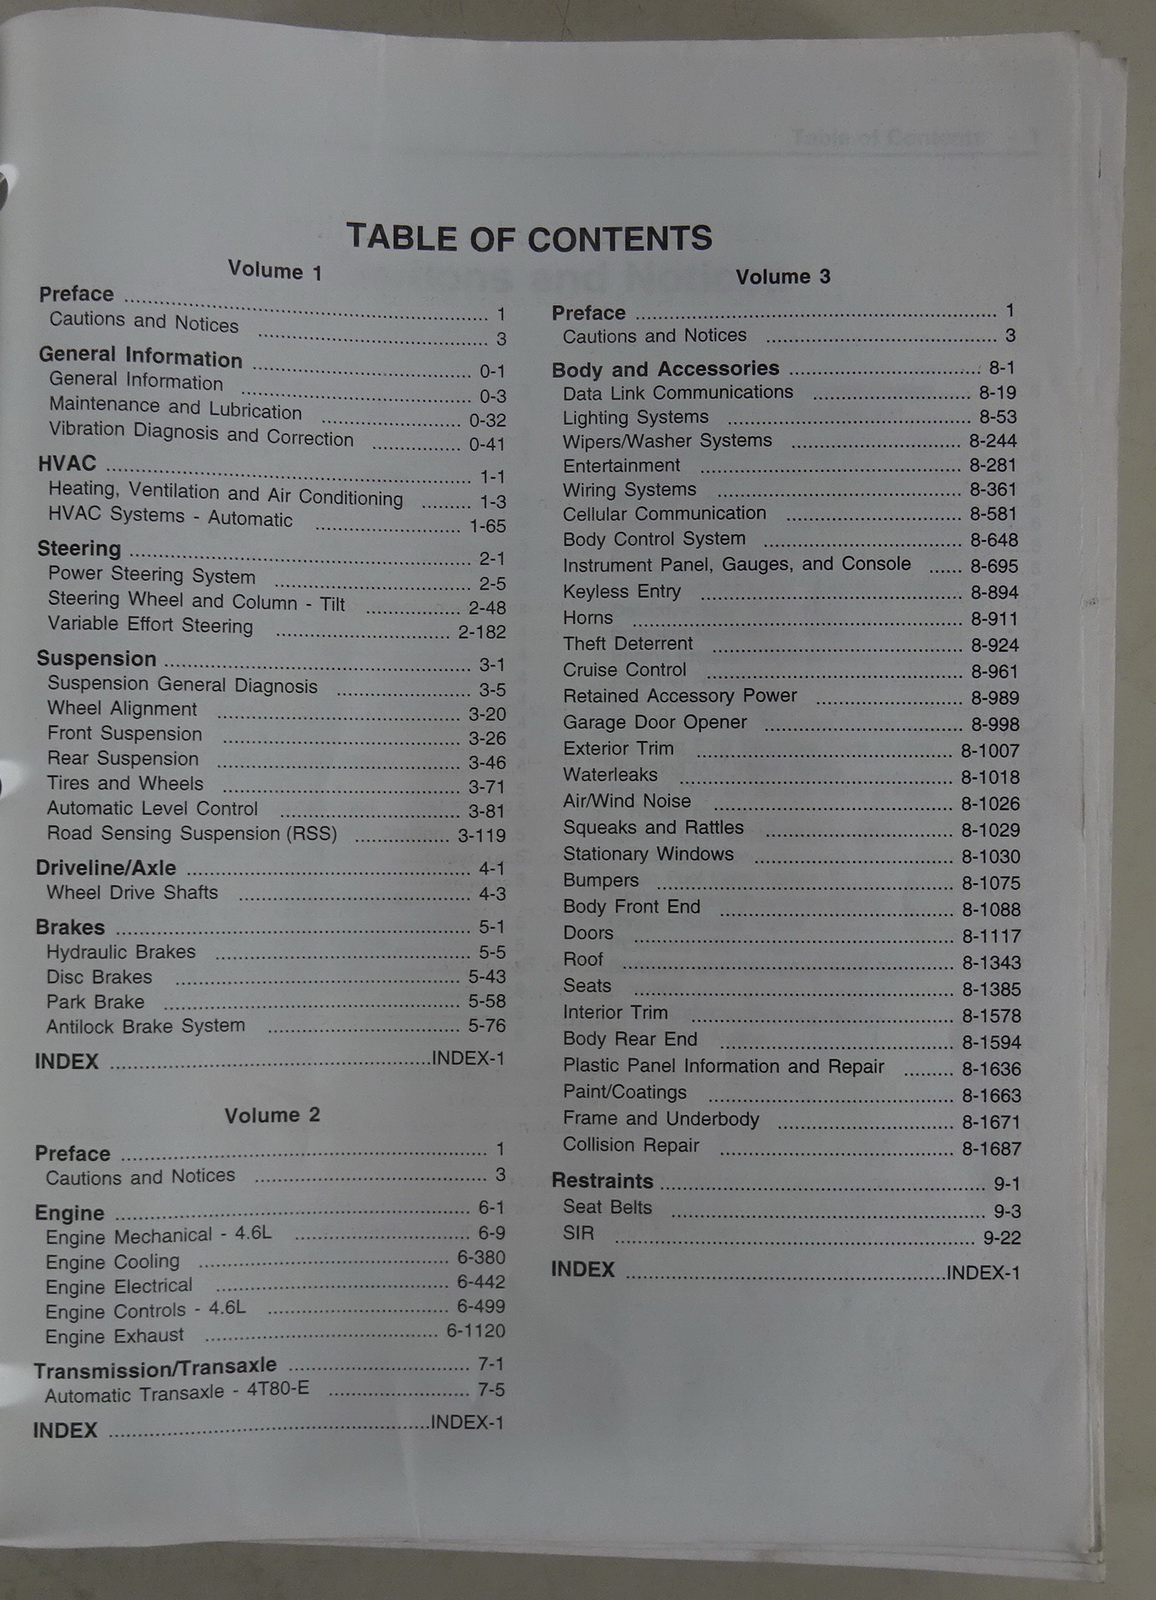 TABLE OF CONTENTS
Volume 1
Preface ........ 1
Cautions and Notices ........ 3
General Information ........ 0-1
General Information ........ 0-3
Maintenance and Lubrication ........ 0-32
Vibration Diagnosis and Correction ........ 0-41
HVAC ........ 1-1
Heating, Ventilation and Air Conditioning ........ 1-3
HVAC Systems - Automatic ........ 1-65
Steering ........ 2-1
Power Steering System ........ 2-5
Steering Wheel and Column - Tilt ........ 2-48
Variable Effort Steering ........ 2-182
Suspension ........ 3-1
Suspension General Diagnosis ........ 3-5
Wheel Alignment ........ 3-20
Front Suspension ........ 3-26
Rear Suspension ........ 3-46
Tires and Wheels ........ 3-71
Automatic Level Control ........ 3-81
Road Sensing Suspension (RSS) ........ 3-119
Driveline/Axle ........ 4-1
Wheel Drive Shafts ........ 4-3
Brakes ........ 5-1
Hydraulic Brakes ........ 5-5
Disc Brakes ........ 5-43
Park Brake ........ 5-58
Antilock Brake System ........ 5-76
INDEX ........ INDEX-1
Volume 2
Preface ........ 1
Cautions and Notices ........ 3
Engine ........ 6-1
Engine Mechanical - 4.6L ........ 6-9
Engine Cooling ........ 6-380
Engine Electrical ........ 6-442
Engine Controls - 4.6L ........ 6-499
Engine Exhaust ........ 6-1120
Transmission/Transaxle ........ 7-1
Automatic Transaxle - 4T80-E ........ 7-5
INDEX ........ INDEX-1
Volume 3
Preface ........ 1
Cautions and Notices ........ 3
Body and Accessories ........ 8-1
Data Link Communications ........ 8-19
Lighting Systems ........ 8-53
Wipers/Washer Systems ........ 8-244
Entertainment ........ 8-281
Wiring Systems ........ 8-361
Cellular Communication ........ 8-581
Body Control System ........ 8-648
Instrument Panel, Gauges, and Console ...... 8-695
Keyless Entry ........ 8-894
Horns ........ 8-911
Theft Deterrent ........ 8-924
Cruise Control ........ 8-961
Retained Accessory Power ........ 8-989
Garage Door Opener ........ 8-998
Exterior Trim ........ 8-1007
Waterleaks ........ 8-1018
Air/Wind Noise ........ 8-1026
Squeaks and Rattles ........ 8-1029
Stationary Windows ........ 8-1030
Bumpers ........ 8-1075
Body Front End ........ 8-1088
Doors ........ 8-1117
Roof ........ 8-1343
Seats ........ 8-1385
Interior Trim ........ 8-1578
Body Rear End ........ 8-1594
Plastic Panel Information and Repair ........ 8-1636
Paint/Coatings ........ 8-1663
Frame and Underbody ........ 8-1671
Collision Repair ........ 8-1687
Restraints ........ 9-1
Seat Belts ........ 9-3
SIR ........ 9-22
INDEX ........ INDEX-1